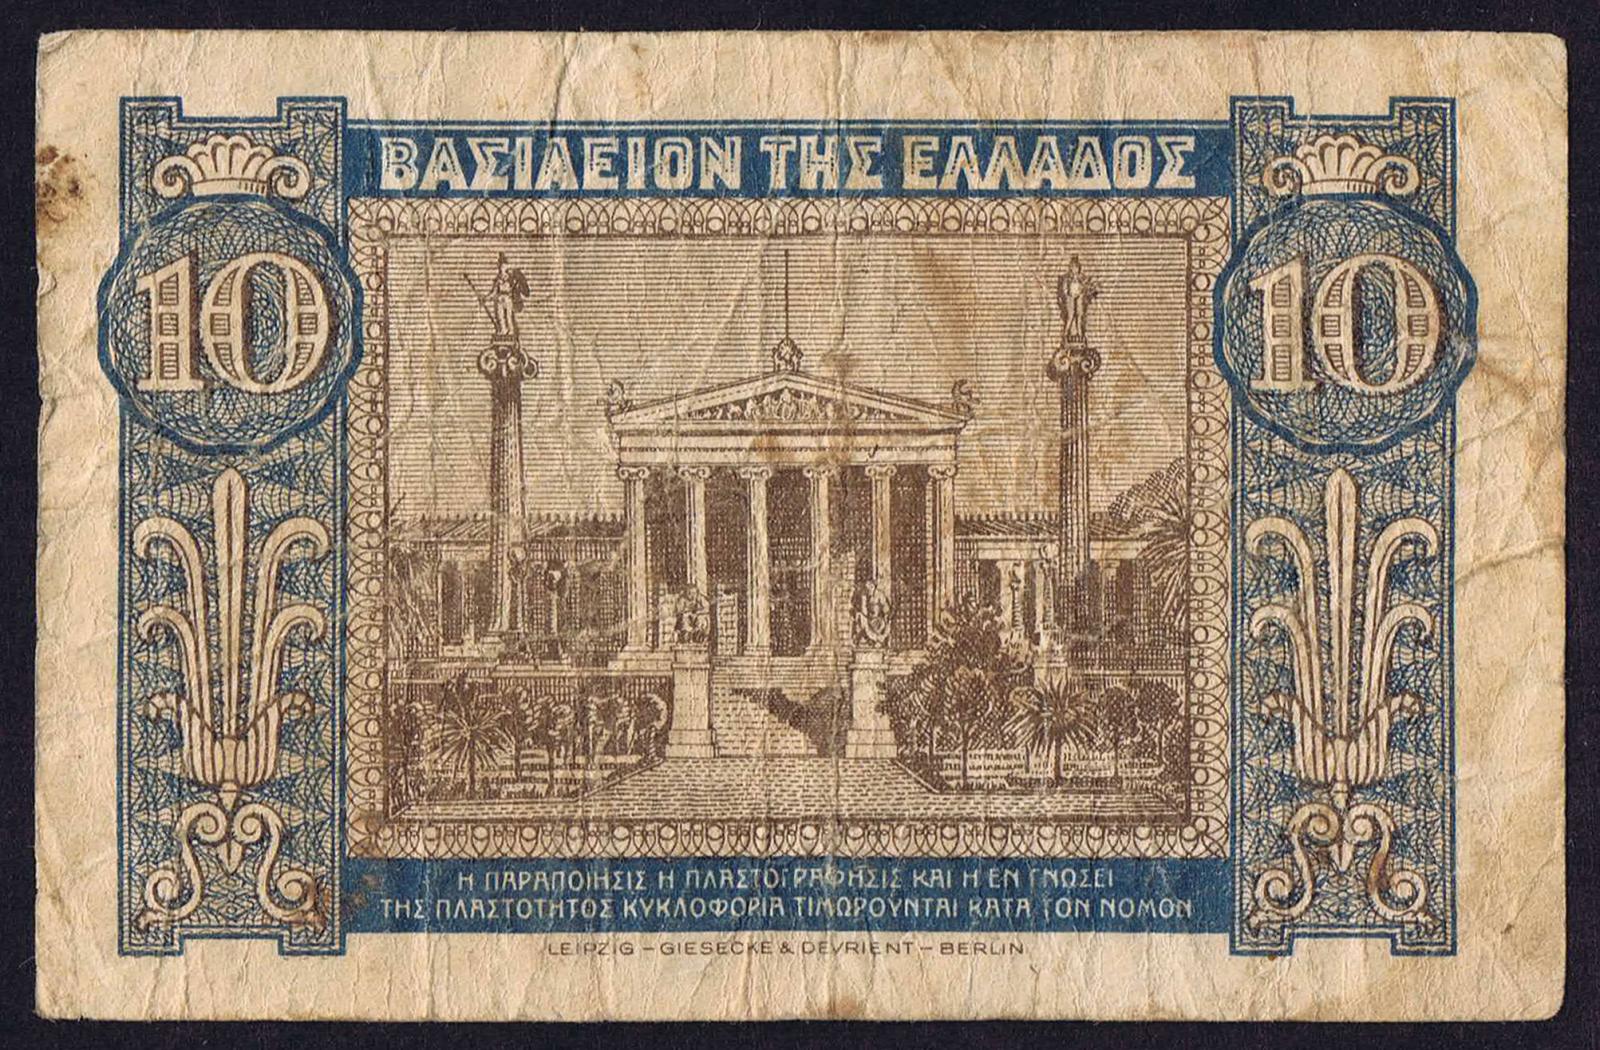 ΒΑΣΙΛΕΙΟΝ ΤΗΣ ΕΛΛΑΔΟΣ
10 10
Η ΠΑΡΑΠΟΙΗΣΙΣ Η ΠΛΑΣΤΟΓΡΑΦΗΣΙΣ ΚΑΙ Η ΕΝ ΓΝΩΣΕΙ
ΤΗΣ ΠΛΑΣΤΟΤΗΤΟΣ ΚΥΚΛΟΦΟΡΙΑ ΤΙΜΩΡΟΥΝΤΑΙ ΚΑΤΑ ΤΟΝ ΝΟΜΟΝ
LEIPZIG – GIESECKE & DEVRIENT – BERLIN